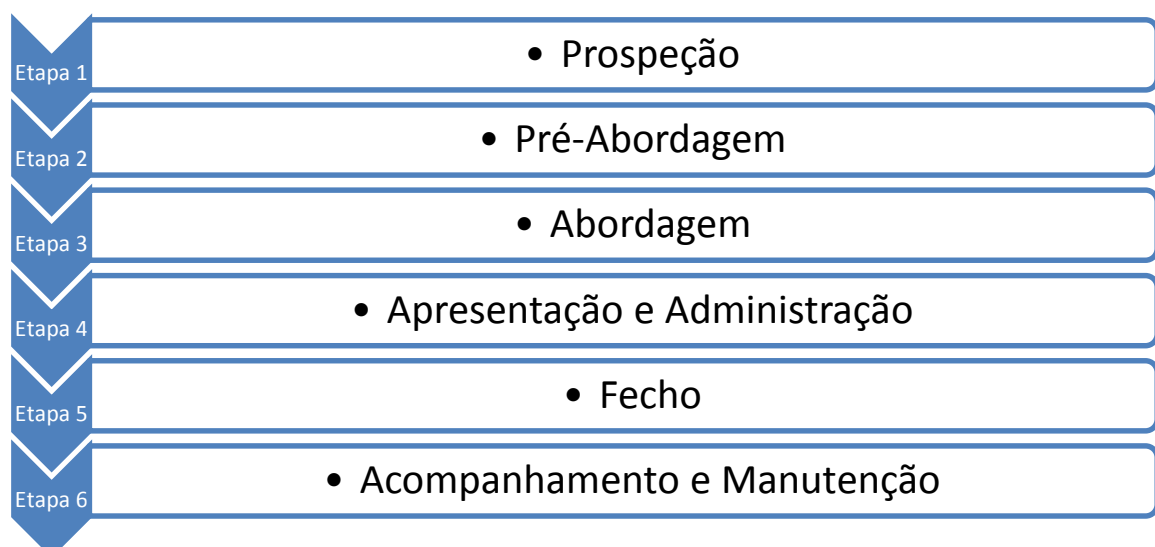 Etapa 1
• Prospeção
Etapa 2
• Pré-Abordagem
Etapa 3
• Abordagem
Etapa 4
• Apresentação e Administração
Etapa 5
• Fecho
Etapa 6
• Acompanhamento e Manutenção